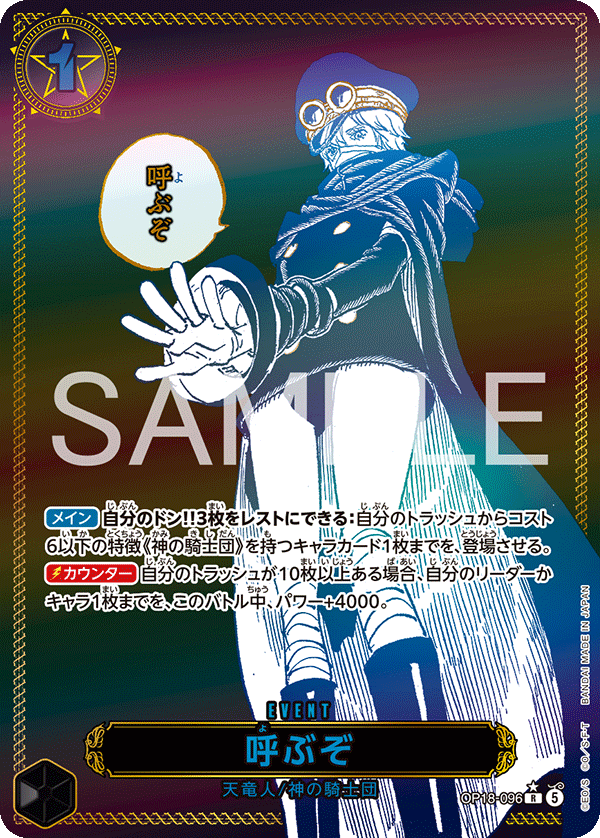 1
呼ぶぞ
SAMPLE
メイン 自分のドン!!3枚をレストにできる:自分のトラッシュからコスト
6以下の特徴《神の騎士団》を持つキャラカード1枚までを、登場させる。
カウンター 自分のトラッシュが10枚以上ある場合、自分のリーダーか
キャラ1枚までを、このバトル中、パワー+4000。
EVENT
呼ぶぞ
天竜人/神の騎士団
OP18-096 R 5
©E.O./S. ©O./S.・F・T BANDAI MADE IN JAPAN